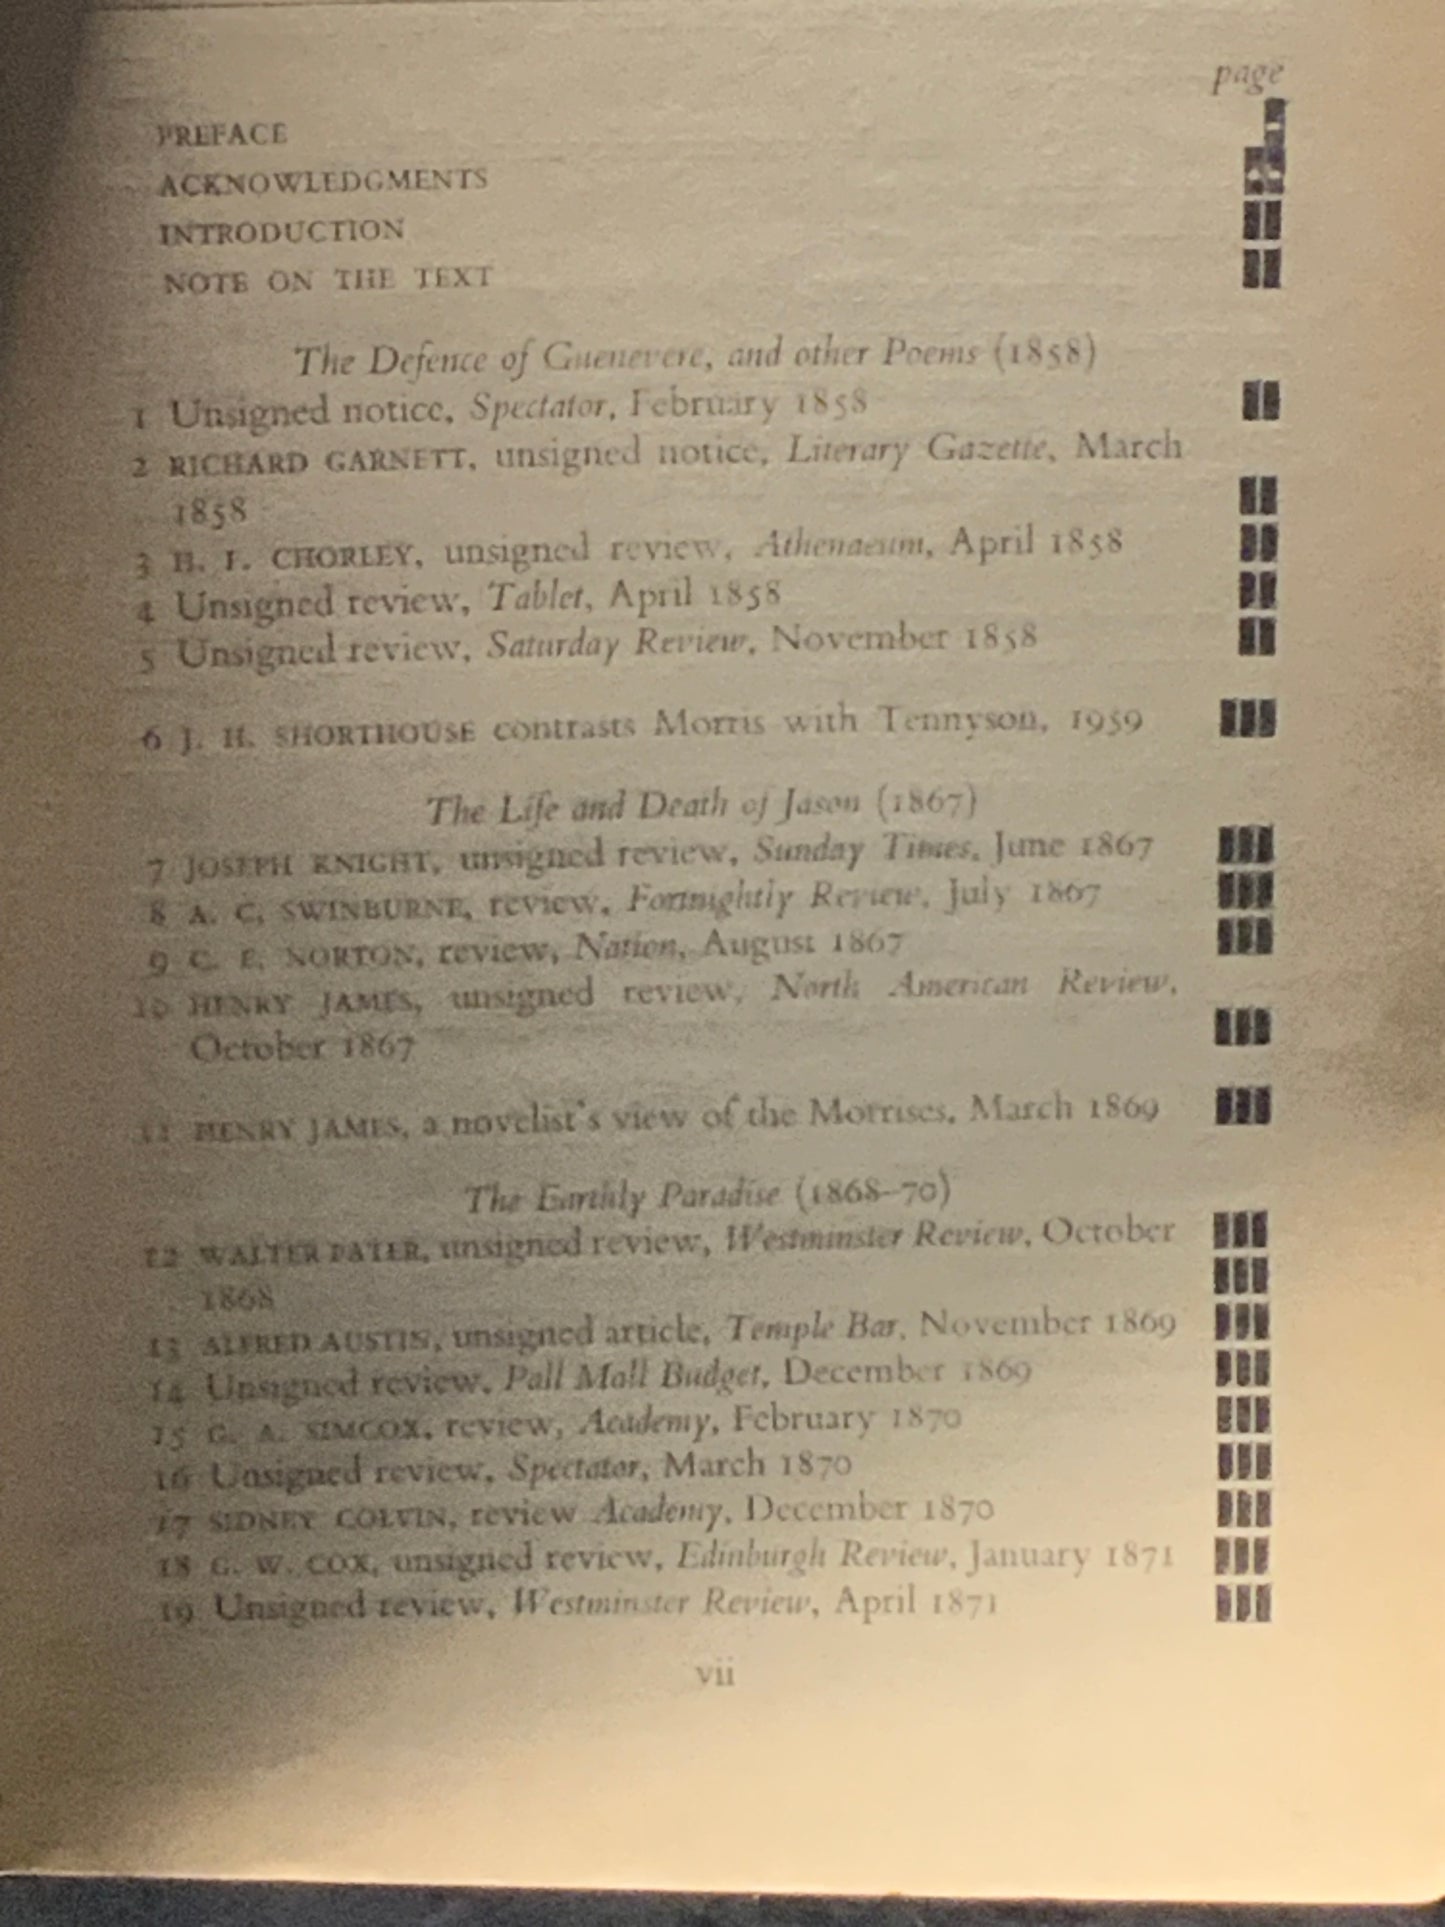 page
PREFACE
ACKNOWLEDGMENTS
INTRODUCTION
NOTE ON THE TEXT
The Defence of Guenevere, and other Poems (1858)
1 Unsigned notice, Spectator, February 1858
2 RICHARD GARNETT, unsigned notice, Literary Gazette, March
1858
3 H. F. CHORLEY, unsigned review, Athenaeum, April 1858
4 Unsigned review, Tablet, April 1858
5 Unsigned review, Saturday Review, November 1858
6 J. H. SHORTHOUSE contrasts Morris with Tennyson, 1959
The Life and Death of Jason (1867)
7 JOSEPH KNIGHT, unsigned review, Sunday Times, June 1867
8 A. C. SWINBURNE, review, Fortnightly Review, July 1867
9 C. E. NORTON, review, Nation, August 1867
10 HENRY JAMES, unsigned review, North American Review,
October 1867
11 HENRY JAMES, a novelist's view of the Morrises, March 1869
The Earthly Paradise (1868–70)
12 WALTER PATER, unsigned review, Westminster Review, October
1868
13 ALFRED AUSTIN, unsigned article, Temple Bar, November 1869
14 Unsigned review, Pall Mall Budget, December 1869
15 G. A. SIMCOX, review, Academy, February 1870
16 Unsigned review, Spectator, March 1870
17 SIDNEY COLVIN, review Academy, December 1870
18 G. W. COX, unsigned review, Edinburgh Review, January 1871
19 Unsigned review, Westminster Review, April 1871
vii